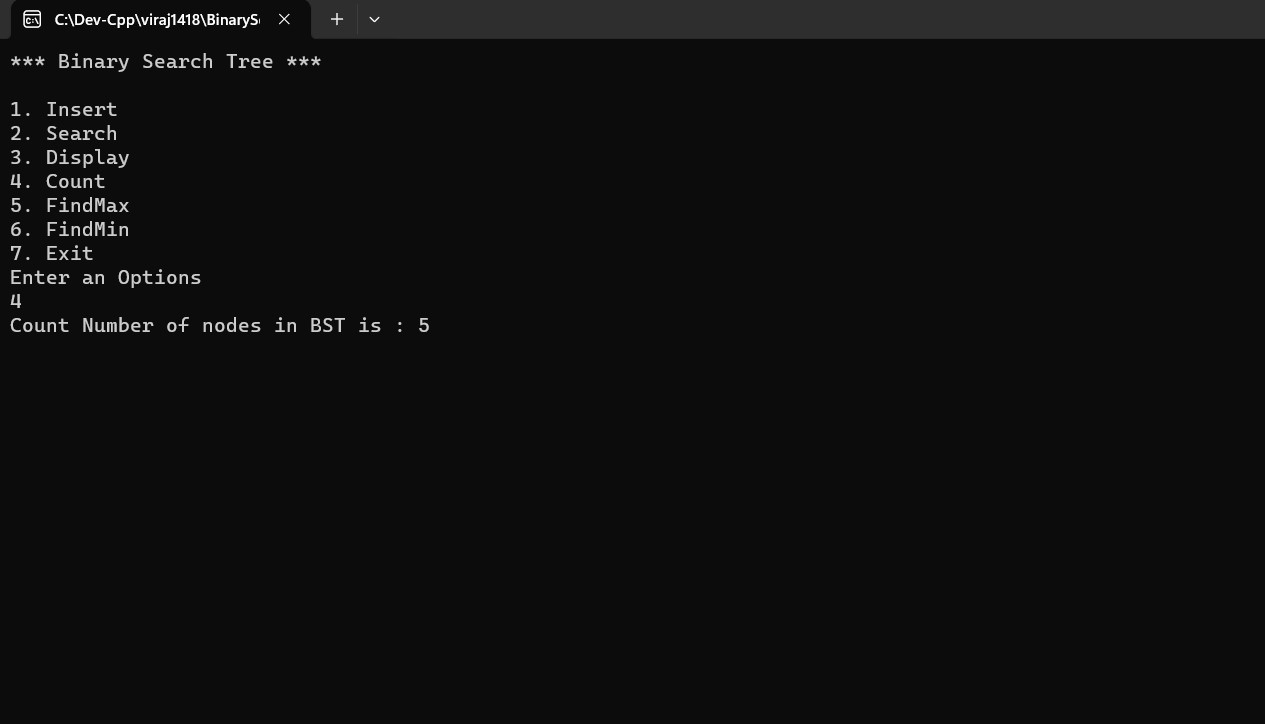 C:\Dev-Cpp\viraj1418\BinaryS
*** Binary Search Tree ***
1. Insert
2. Search
3. Display
4. Count
5. FindMax
6. FindMin
7. Exit
Enter an Options
4
Count Number of nodes in BST is : 5